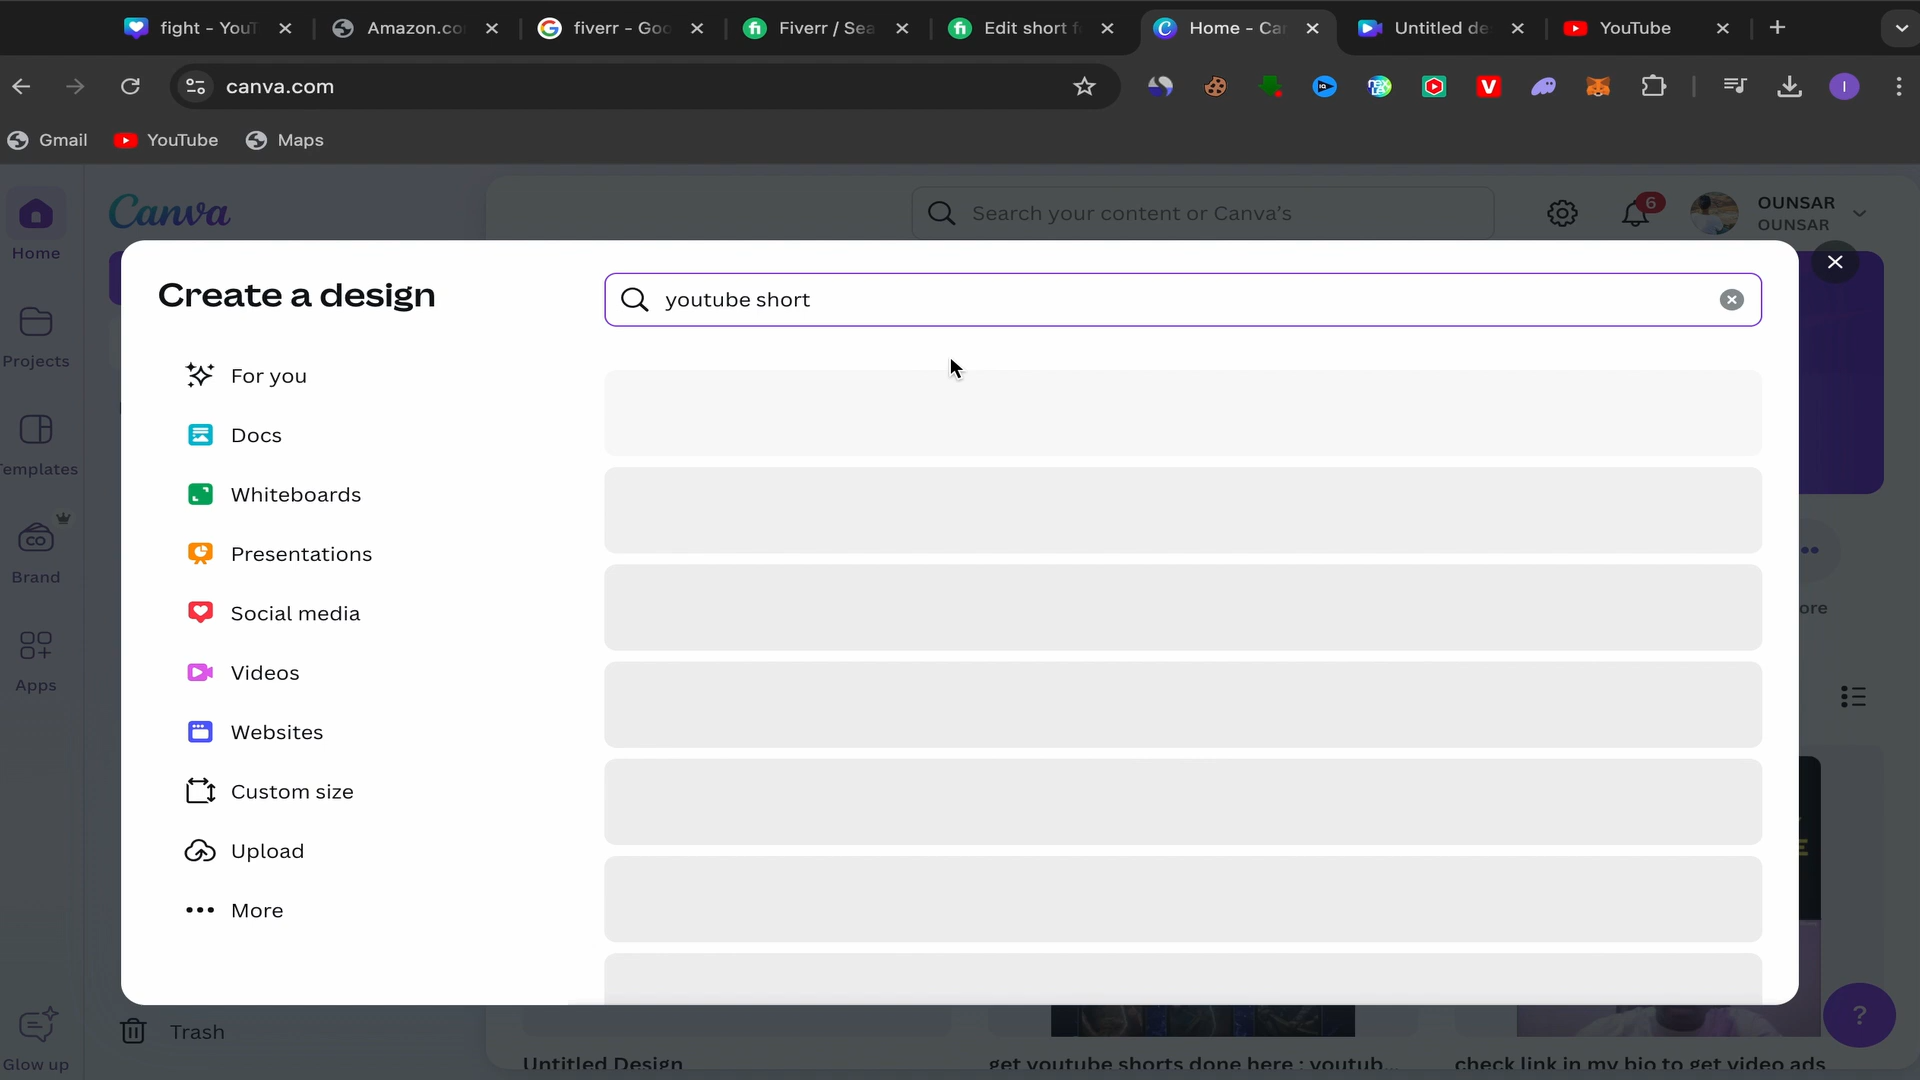 fight - You
Amazon.co
fiverr - Goo
Fiverr / Sea
Edit short f
Home - Ca
Untitled de
YouTube
canva.com
Gmail
YouTube
Maps
Canva
Search your content or Canva's
6
OUNSAR
OUNSAR
Home
Projects
Templates
Brand
Apps
Glow up
Create a design
youtube short
For you
Docs
Whiteboards
Presentations
Social media
Videos
Websites
Custom size
Upload
More
ore
Trash
?
Untitled Design
get youtube shorts done here : youtub...
check link in my bio to get video ads